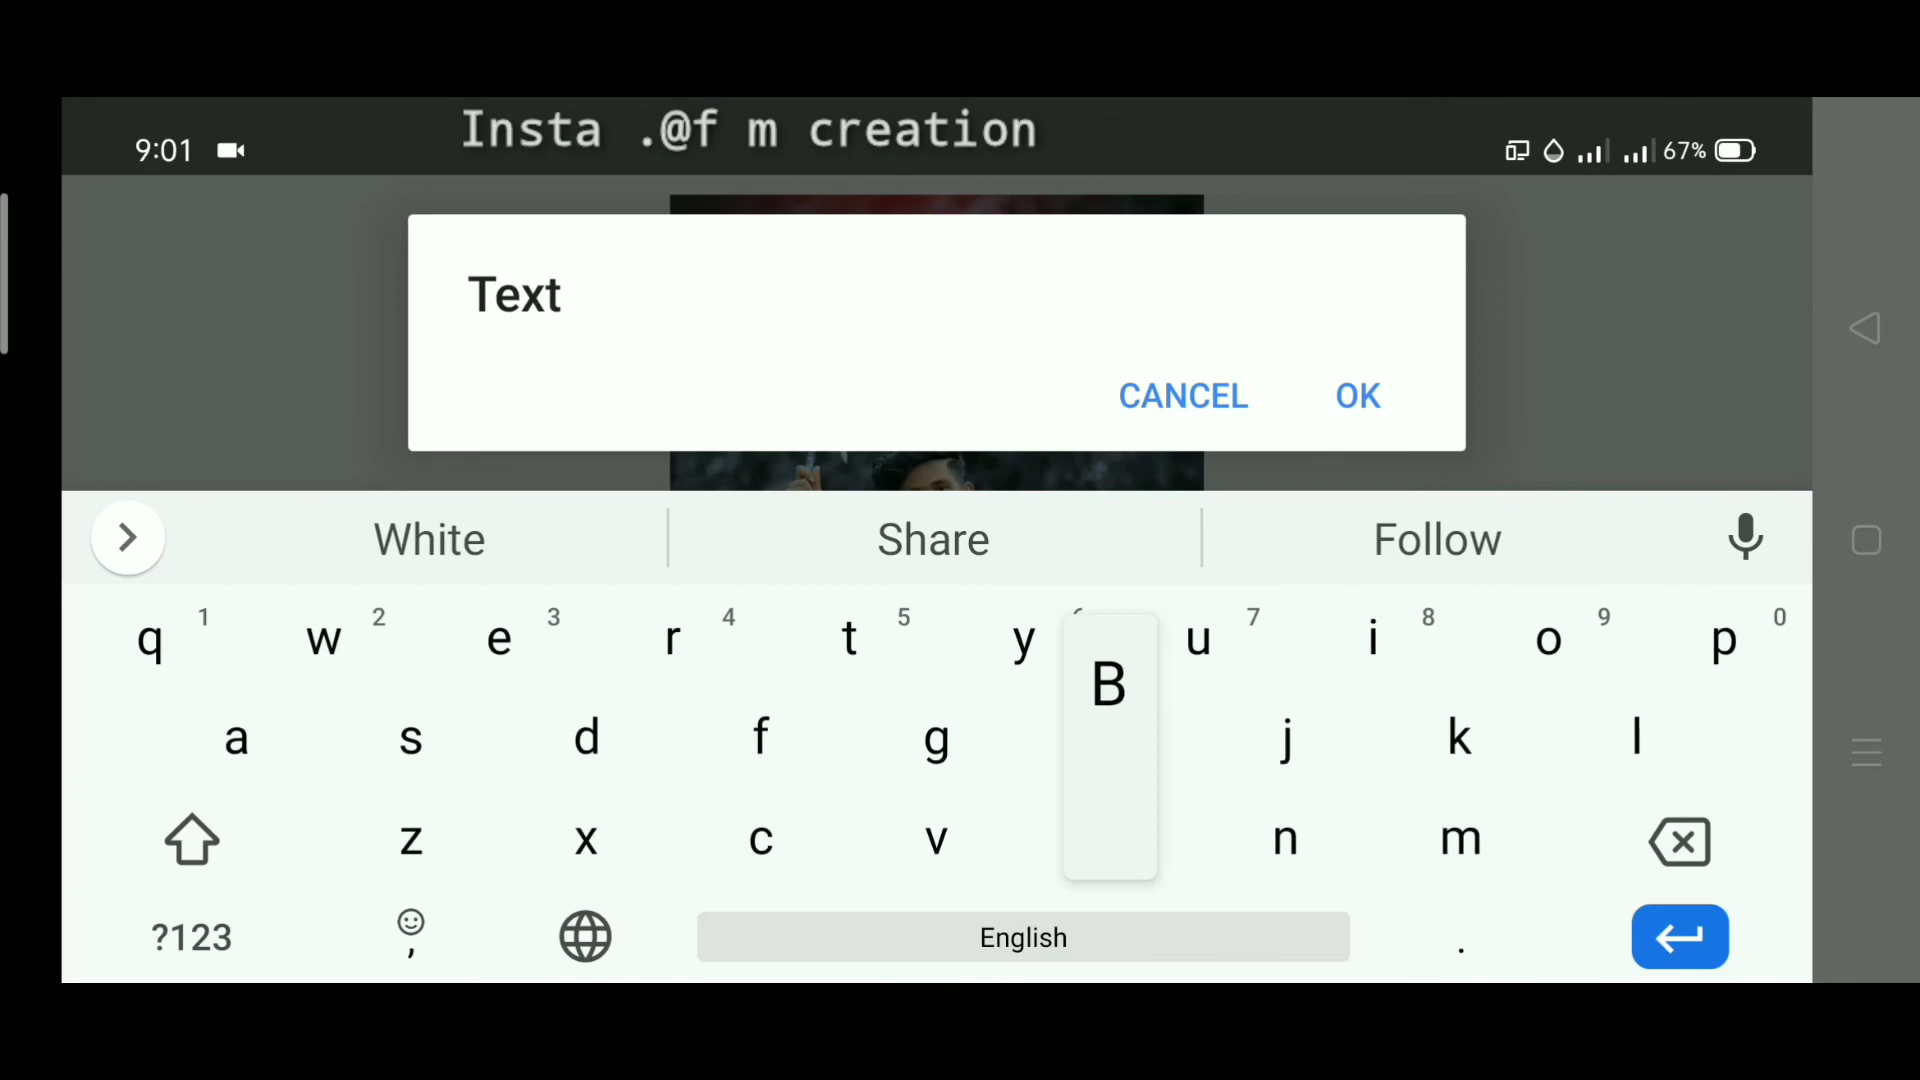 Insta .@f m creation
9:01
67%
Text
CANCEL OK
White Share Follow
q 1 w 2 e 3 r 4 t 5 y u 7 i 8 o 9 p 0
B
a s d f g j k l
z x c v n m
?123 , English .